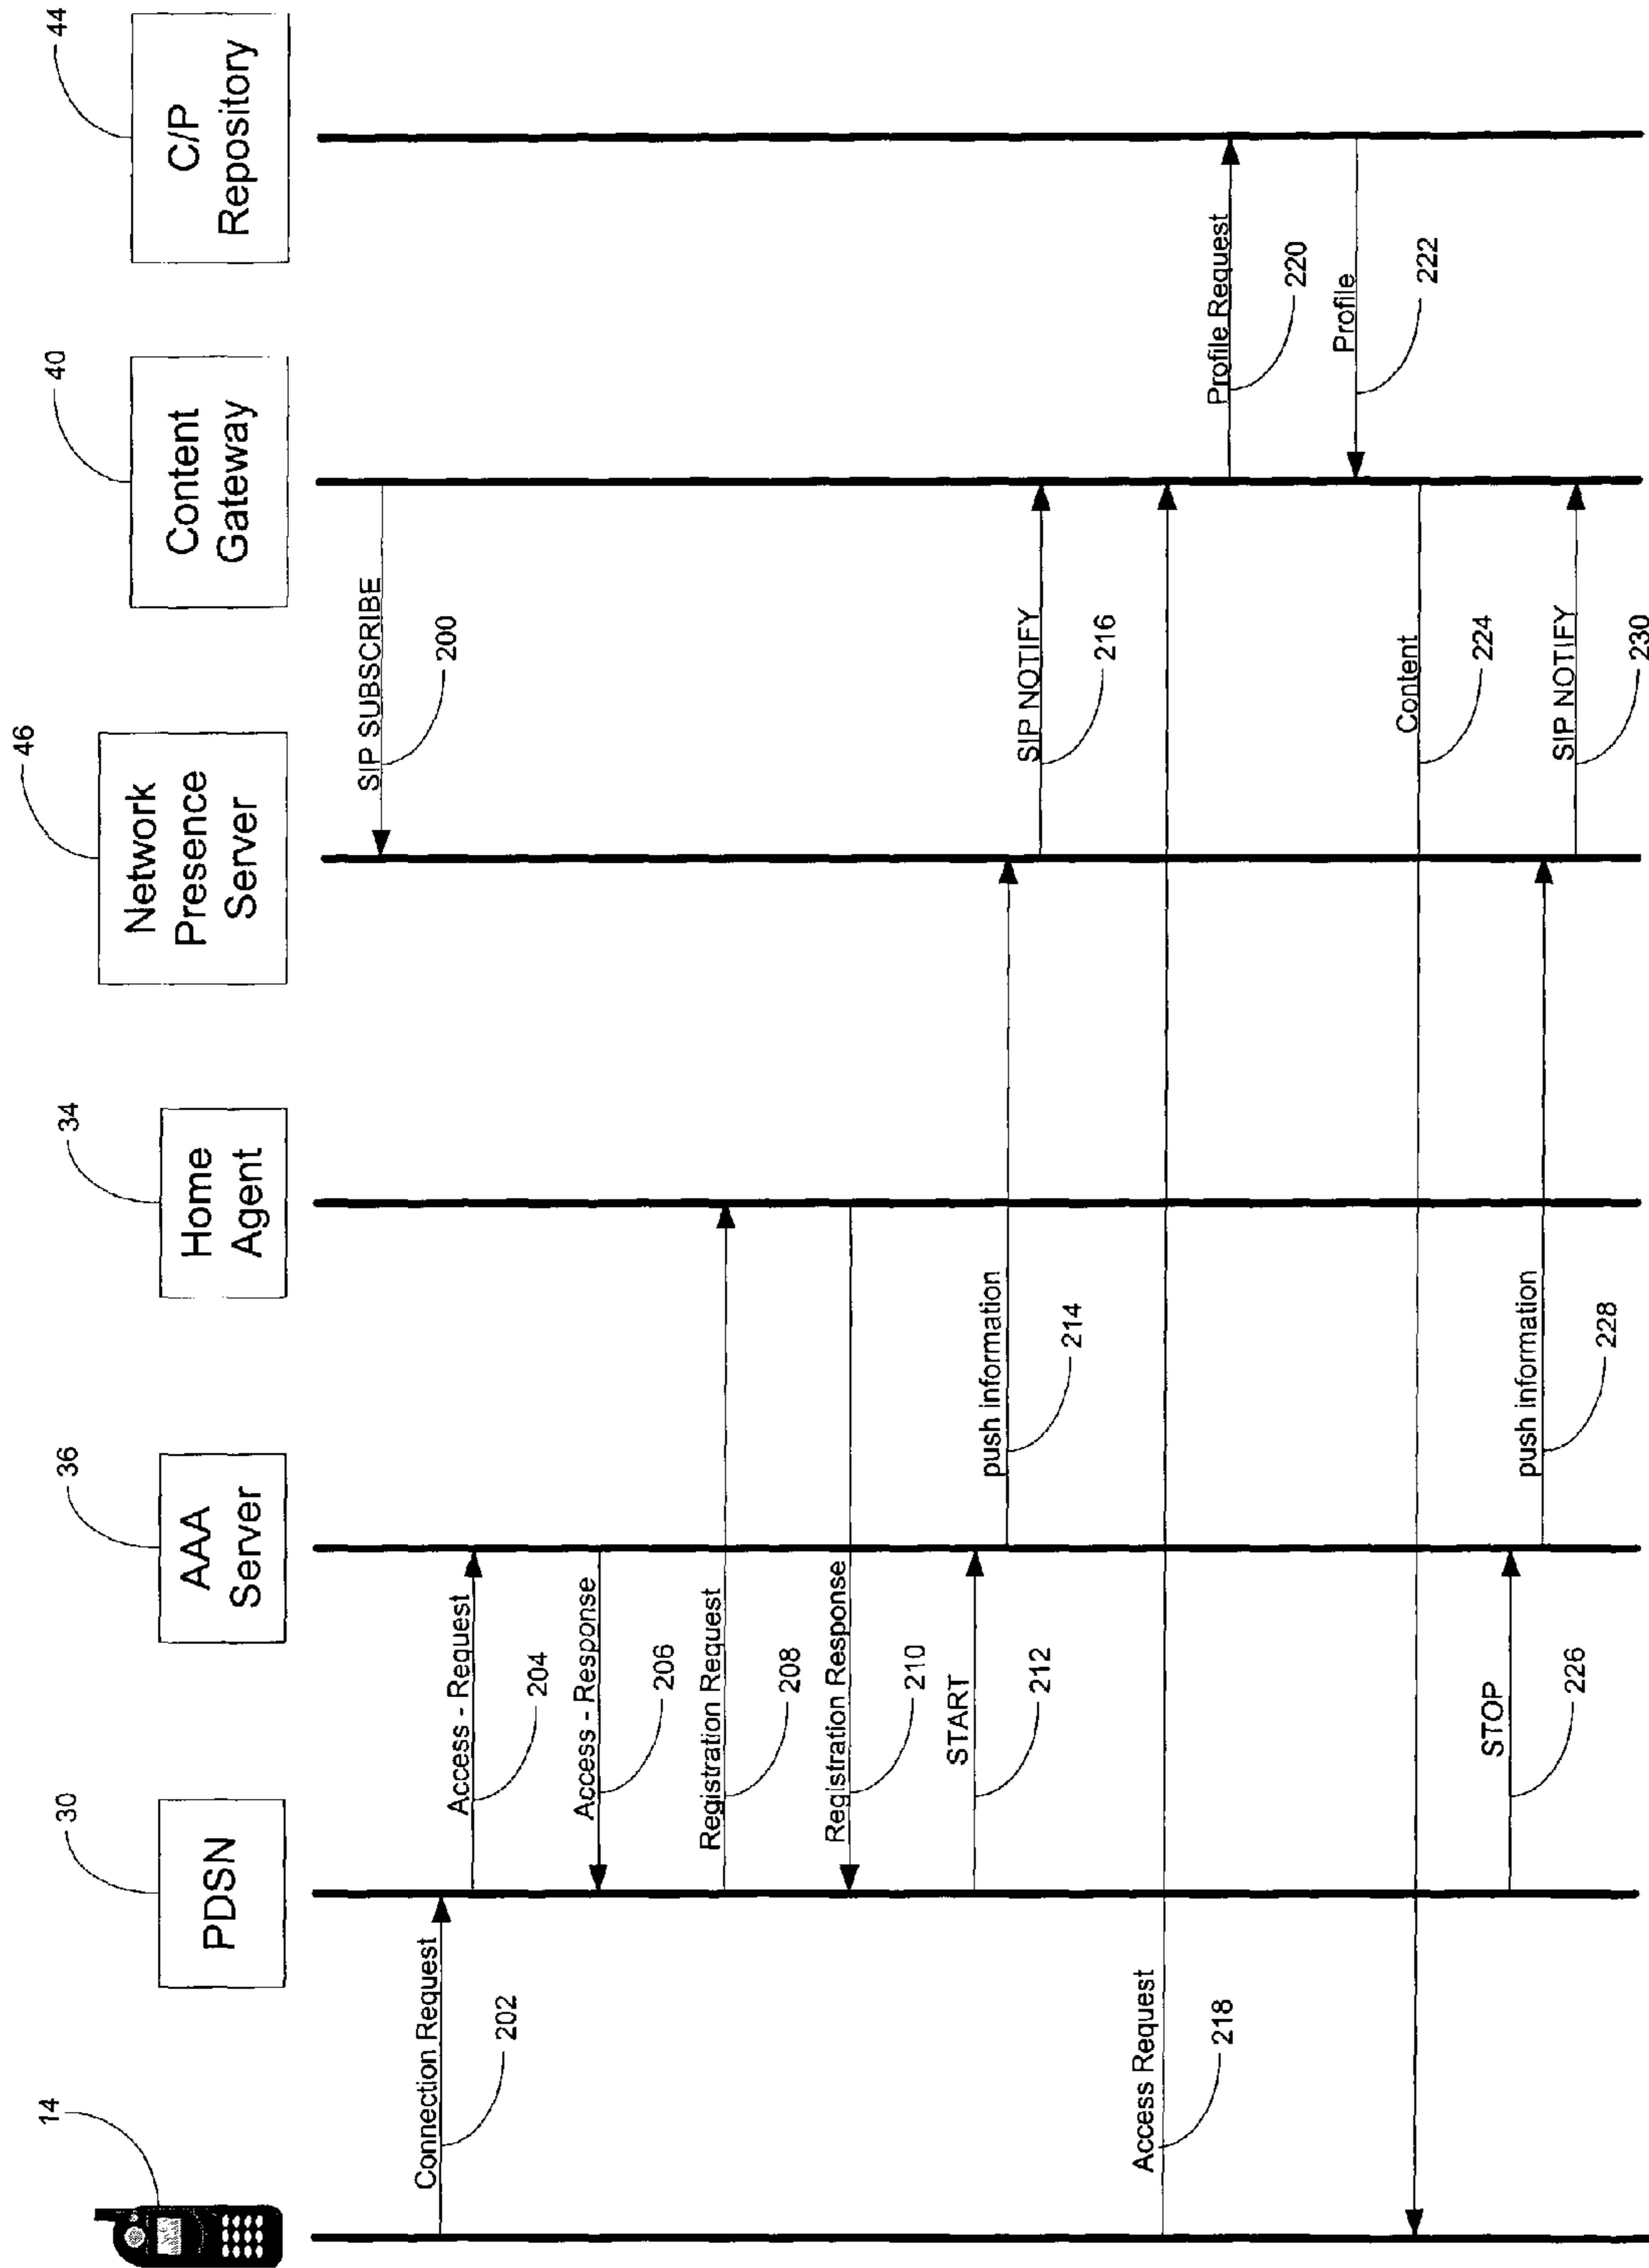 14
30
36
34
46
40
44
PDSN
AAA
Server
Home
Agent
Network
Presence
Server
Content
Gateway
C/P
Repository
SIP SUBSCRIBE
200
Connection Request
202
Access - Request
204
Access - Response
206
Registration Request
208
Registration Response
210
START
212
push information
214
SIP NOTIFY
216
Access Request
218
Profile Request
220
Profile
222
Content
224
STOP
226
push information
228
SIP NOTIFY
230